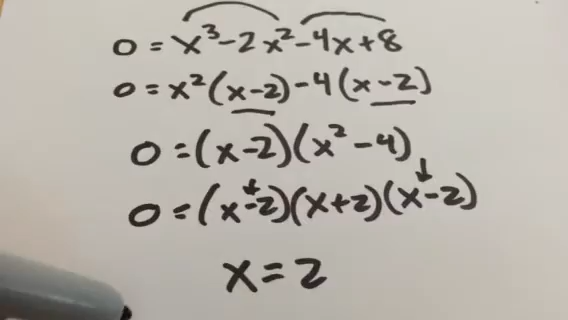 0 = x³-2x²-4x+8
0 = x²(x-2)-4(x-2)
0 = (x-2)(x²-4)
0 = (x-2)(x+2)(x-2)
x = 2